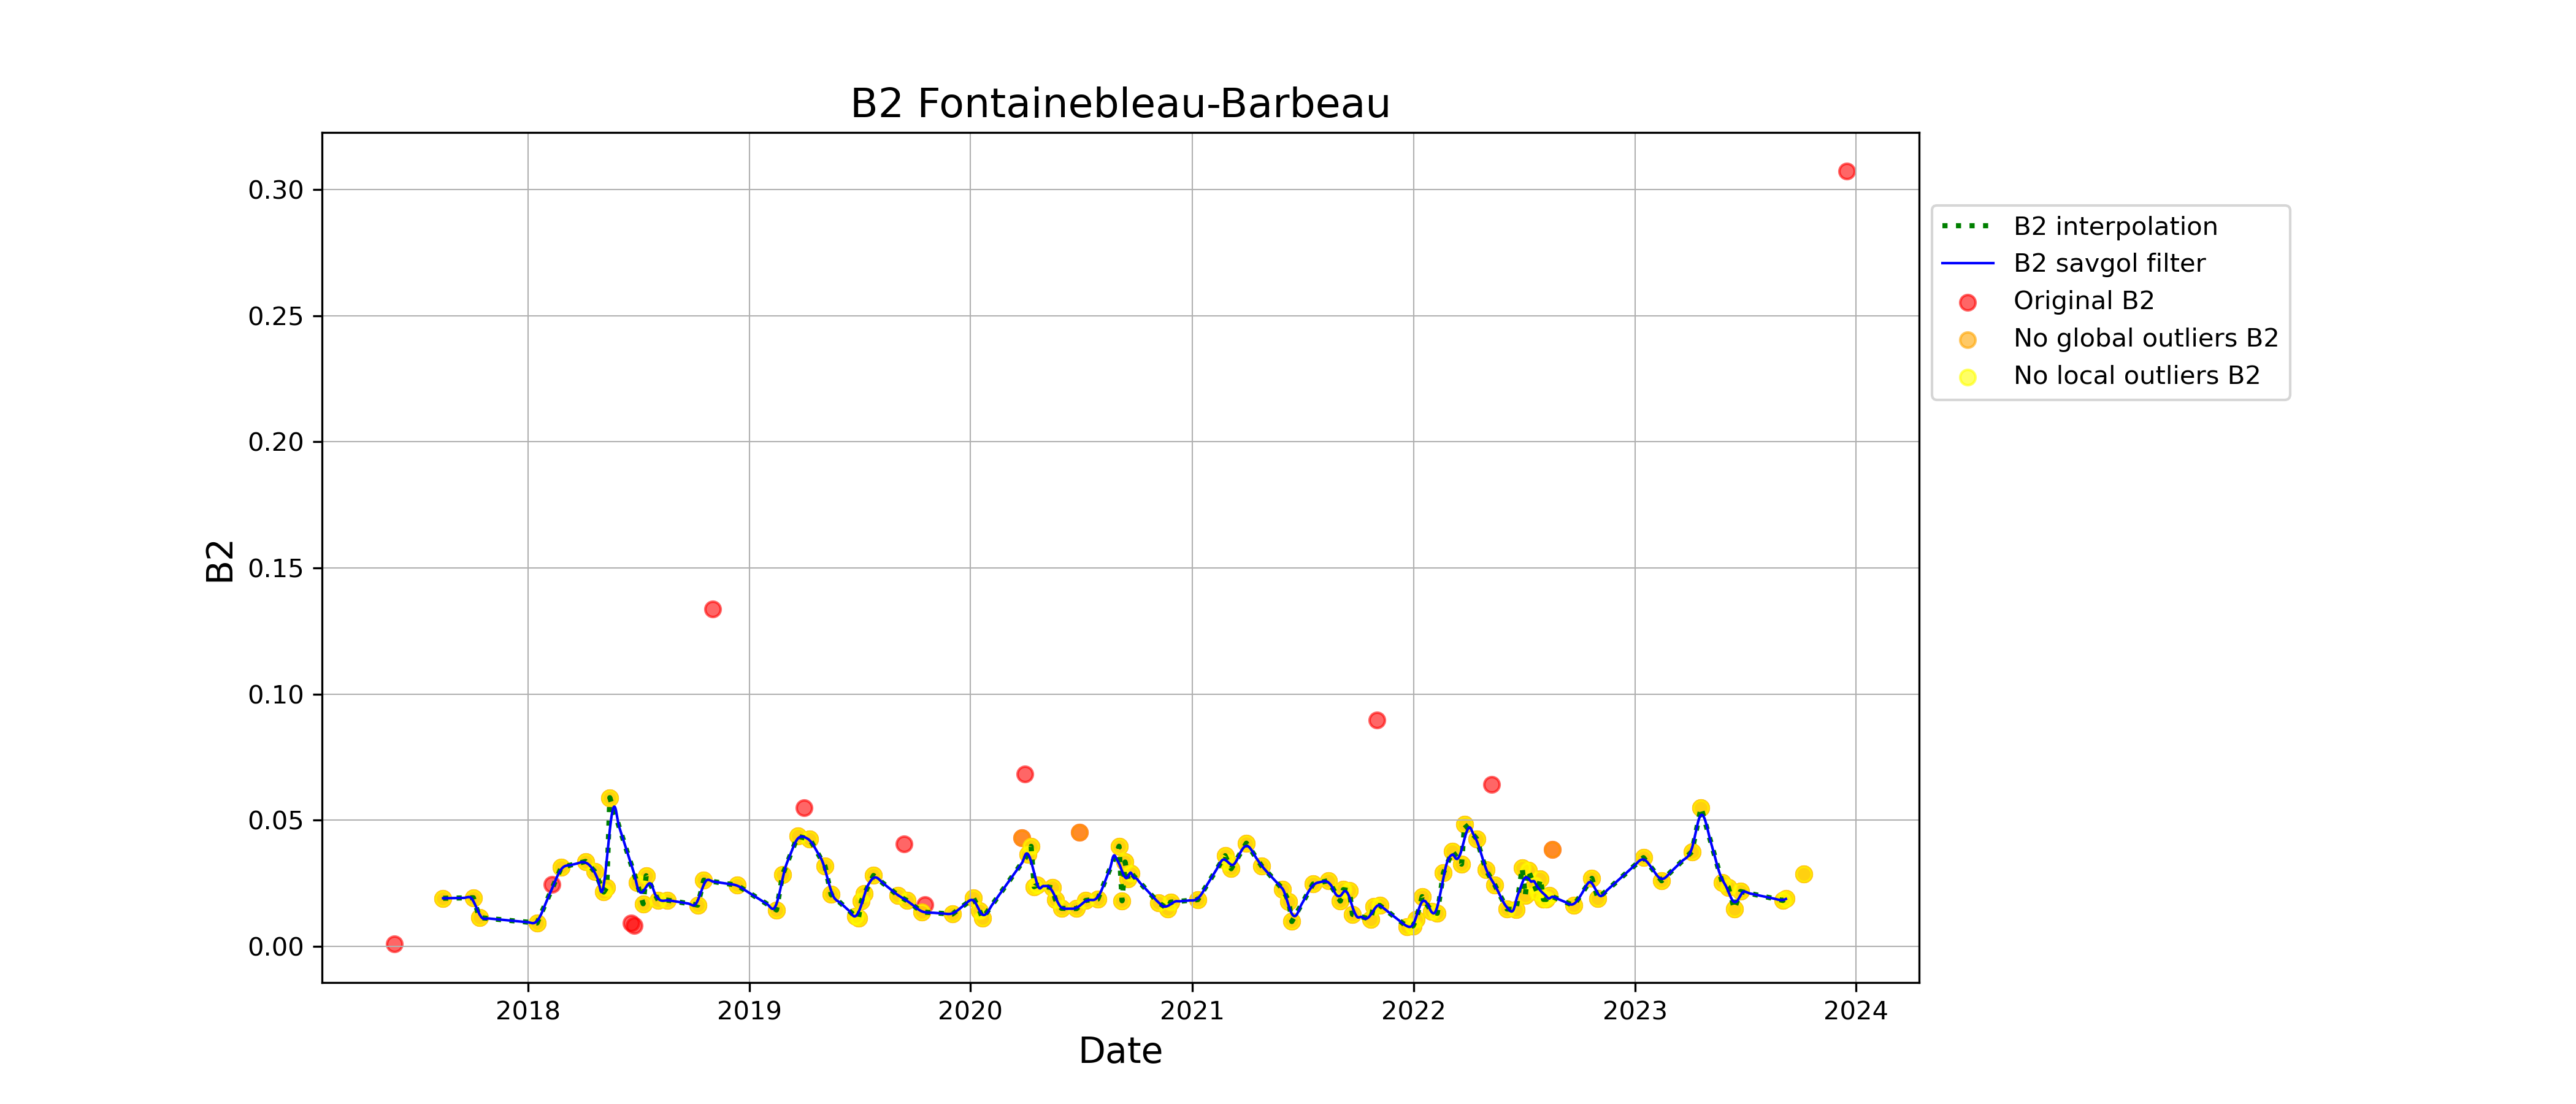 B2 Fontainebleau-Barbeau
0.30
0.25
0.20
0.15
0.10
0.05
0.00
B2
2018 2019 2020 2021 2022 2023 2024
Date
B2 interpolation
B2 savgol filter
Original B2
No global outliers B2
No local outliers B2